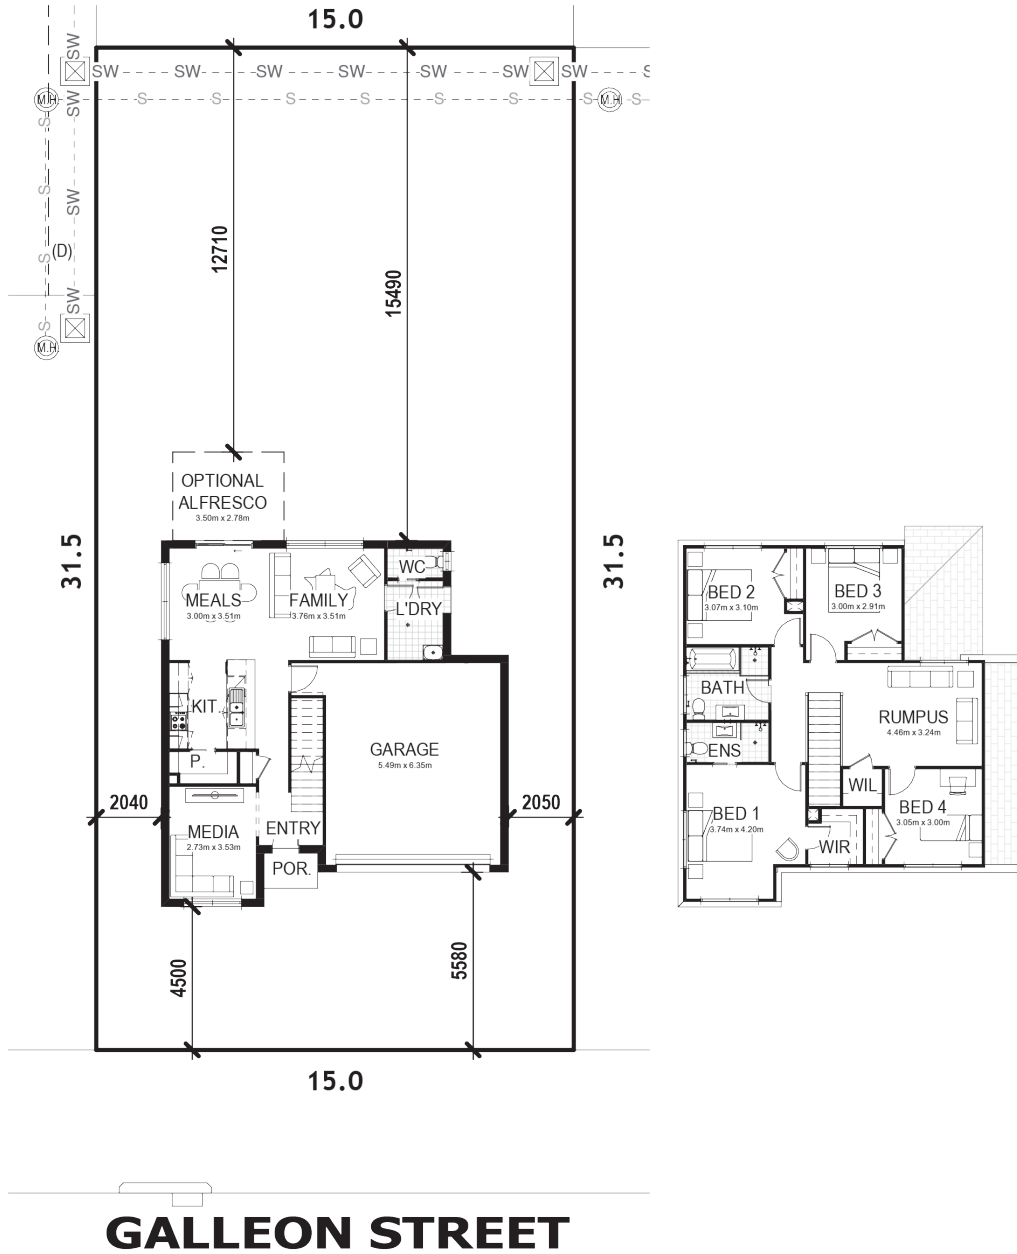 15.0
SW
SW SW SW SW SW SW SW S
M.H. SW S S S S S S S M.H. S
S
S
SW
12710
S (D)
15490
SW
S
M.H.
OPTIONAL
ALFRESCO
3.50m x 2.78m
31.5
31.5
WC
MEALS
3.00m x 3.51m
FAMILY
3.76m x 3.51m
L'DRY
KIT.
P.
GARAGE
5.49m x 6.35m
2040
2050
MEDIA
2.73m x 3.53m
ENTRY
POR.
4500
5580
15.0
BED 2
3.07m x 3.10m
BED 3
3.00m x 2.91m
BATH
RUMPUS
4.46m x 3.24m
ENS
WIL
BED 1
3.74m x 4.20m
BED 4
3.05m x 3.00m
WIR
GALLEON STREET